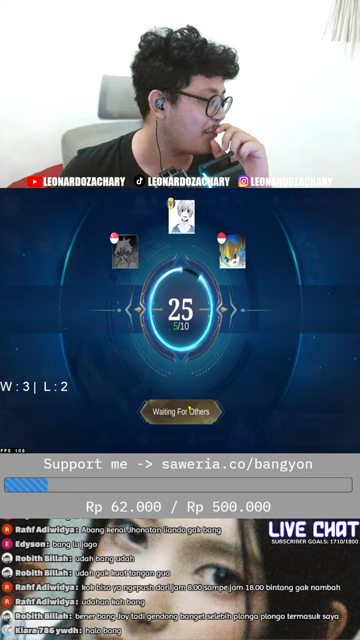 LEONARDOZACHARY LEONARDOZACHARY LEONARDOZACHARY
25
5/10
W : 3 | L : 2
Waiting For Others
FPS 106
Support me -> saweria.co/bangyon
Rp 62.000 / Rp 500.000
LIVE CHAT
SUBSCRIBER GOALS: 1710/1800
Rafif Adiwidya : Abang kenal Jhonatan liando gak bang
Edyson : bang lu jago
Robith Billah : udah bang udah
Robith Billah : udah gak kuat tangan gua
Rafif Adiwidya : kok bisa ya ngepush dari jam 8.00 sampe jam 18.00 bintang gak nambah
Rafif Adiwidya : udahan kah bang
Robith Billah : bener bang Joy tadi gendong banget selebih plonga plongo termasuk saya
Kiara 786 ywdh : halo bang